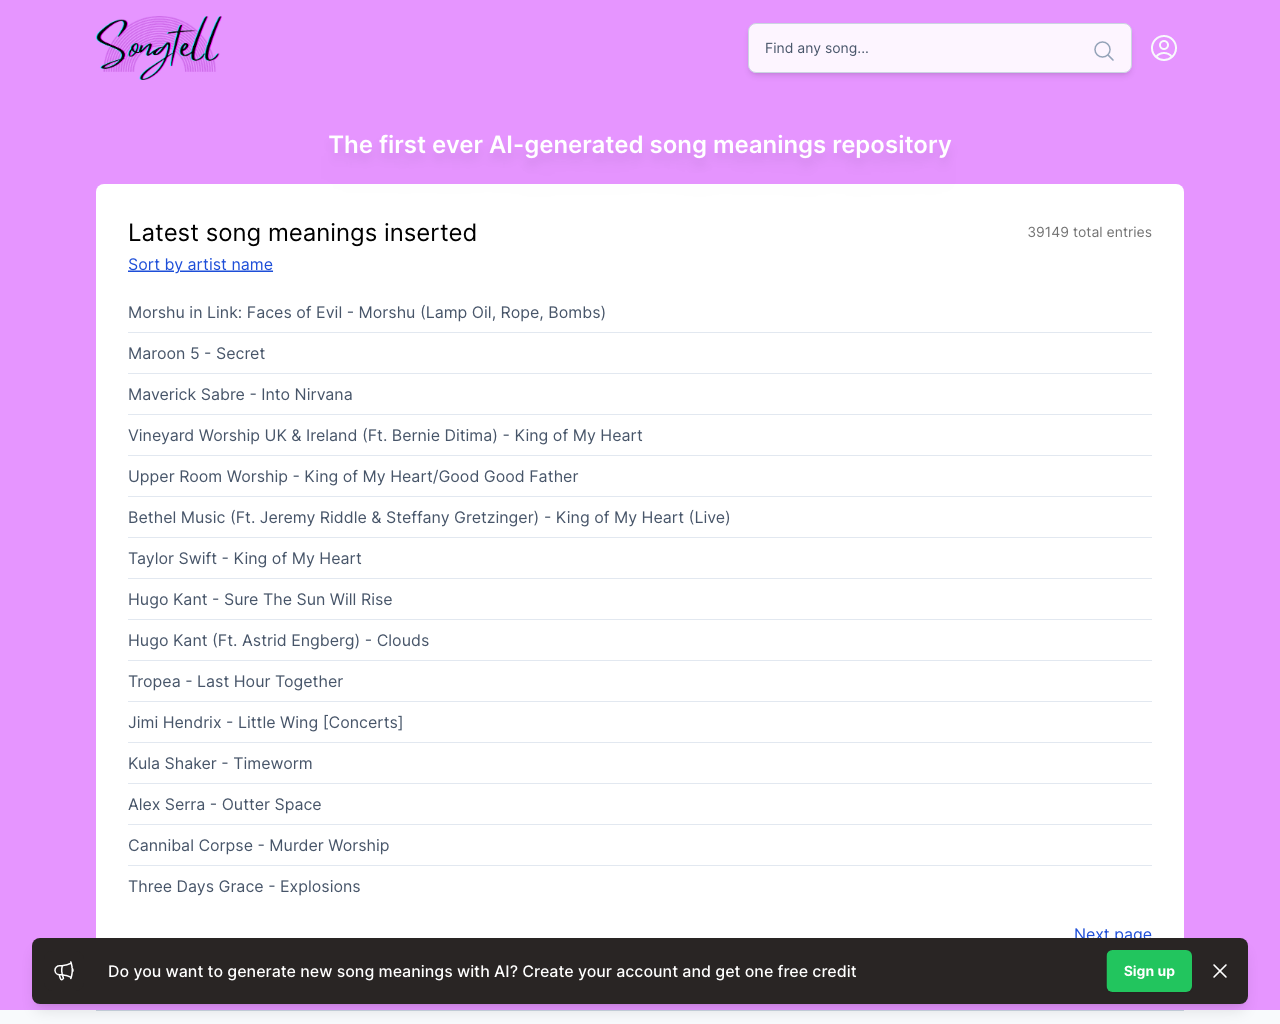 Songtell
Find any song...
The first ever AI-generated song meanings repository
Latest song meanings inserted
39149 total entries
Sort by artist name
Morshu in Link: Faces of Evil - Morshu (Lamp Oil, Rope, Bombs)
Maroon 5 - Secret
Maverick Sabre - Into Nirvana
Vineyard Worship UK & Ireland (Ft. Bernie Ditima) - King of My Heart
Upper Room Worship - King of My Heart/Good Good Father
Bethel Music (Ft. Jeremy Riddle & Steffany Gretzinger) - King of My Heart (Live)
Taylor Swift - King of My Heart
Hugo Kant - Sure The Sun Will Rise
Hugo Kant (Ft. Astrid Engberg) - Clouds
Tropea - Last Hour Together
Jimi Hendrix - Little Wing [Concerts]
Kula Shaker - Timeworm
Alex Serra - Outter Space
Cannibal Corpse - Murder Worship
Three Days Grace - Explosions
Next page
Do you want to generate new song meanings with AI? Create your account and get one free credit
Sign up